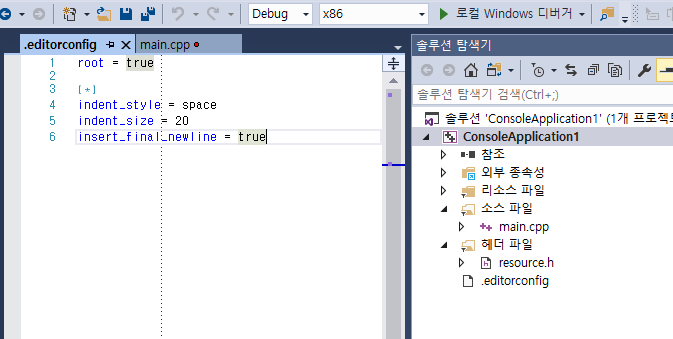 Debug
x86
로컬 Windows 디버거
.editorconfig
main.cpp
1 root = true
2
3 [*]
4 indent_style = space
5 indent_size = 20
6 insert_final_newline = true
솔루션 탐색기
솔루션 탐색기 검색(Ctrl+;)
솔루션 'ConsoleApplication1' (1개 프로젝트
ConsoleApplication1
참조
외부 종속성
리소스 파일
소스 파일
main.cpp
헤더 파일
resource.h
.editorconfig